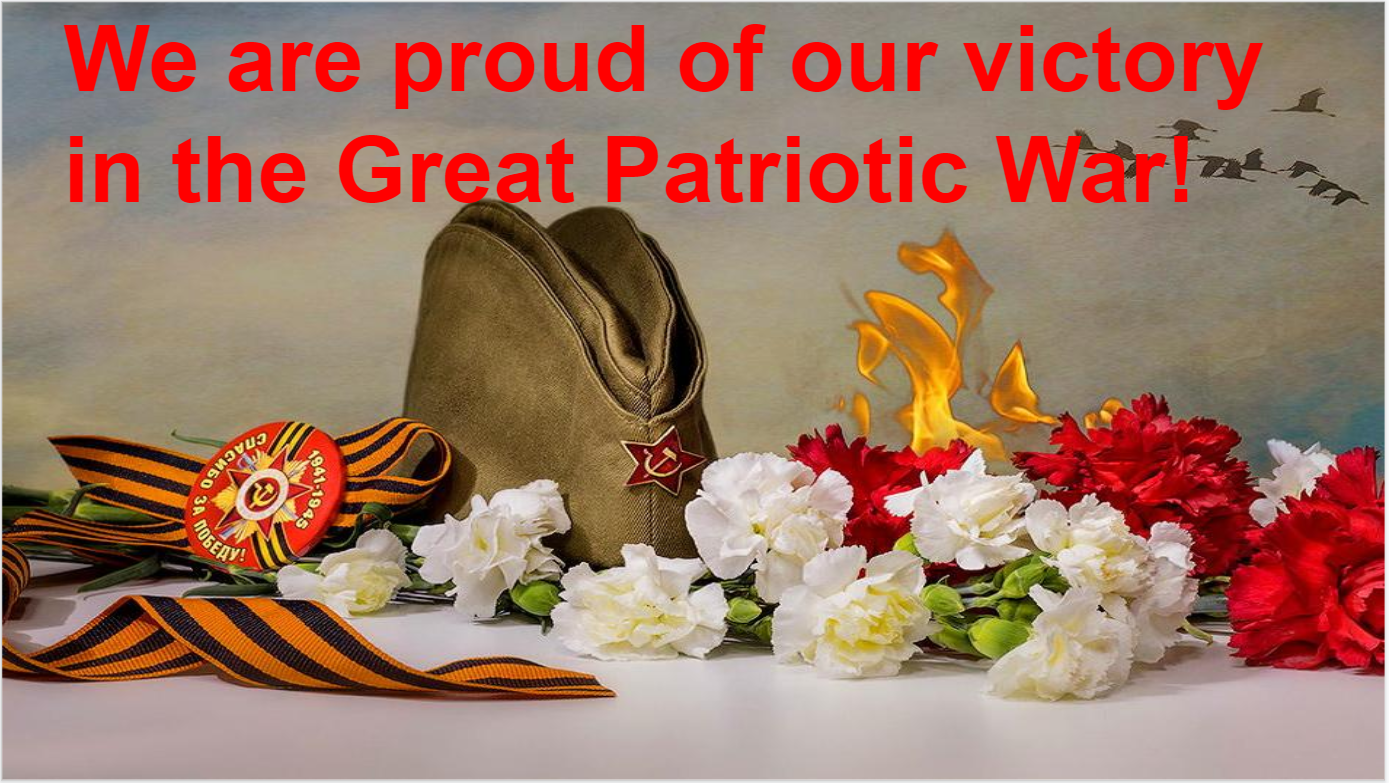 We are proud of our victory
in the Great Patriotic War!
СПАСИБО ЗА ПОБЕДУ!
1941-1945